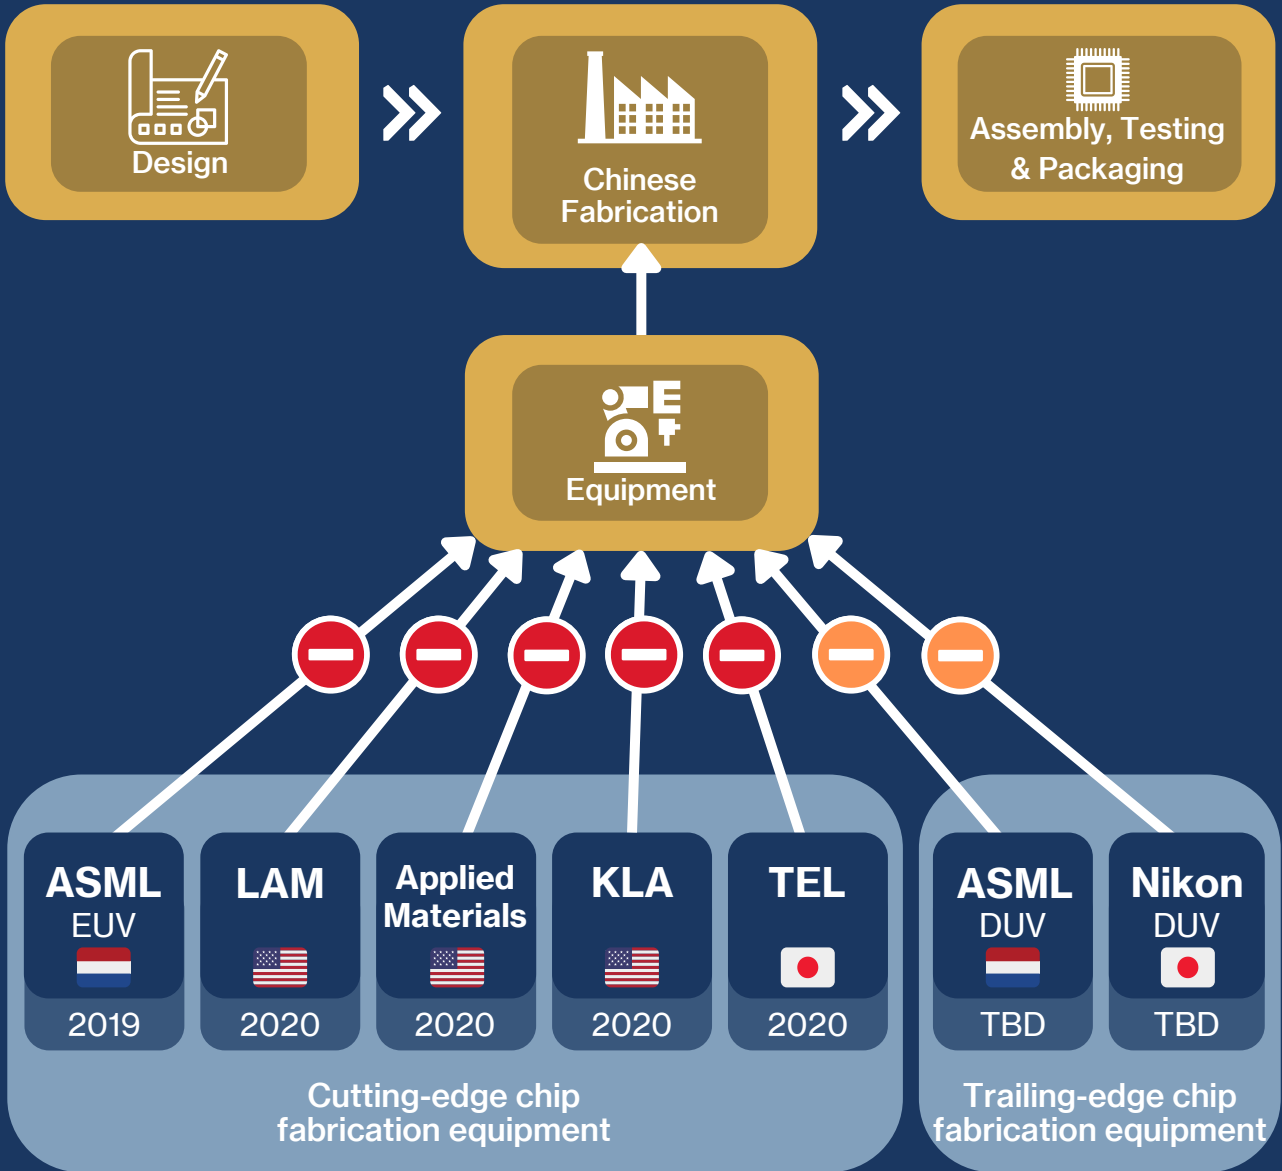 Design
Chinese
Fabrication
Assembly, Testing
& Packaging
Equipment
ASML
EUV
2019
LAM
2020
Applied
Materials
2020
KLA
2020
TEL
2020
ASML
DUV
TBD
Nikon
DUV
TBD
Cutting-edge chip
fabrication equipment
Trailing-edge chip
fabrication equipment